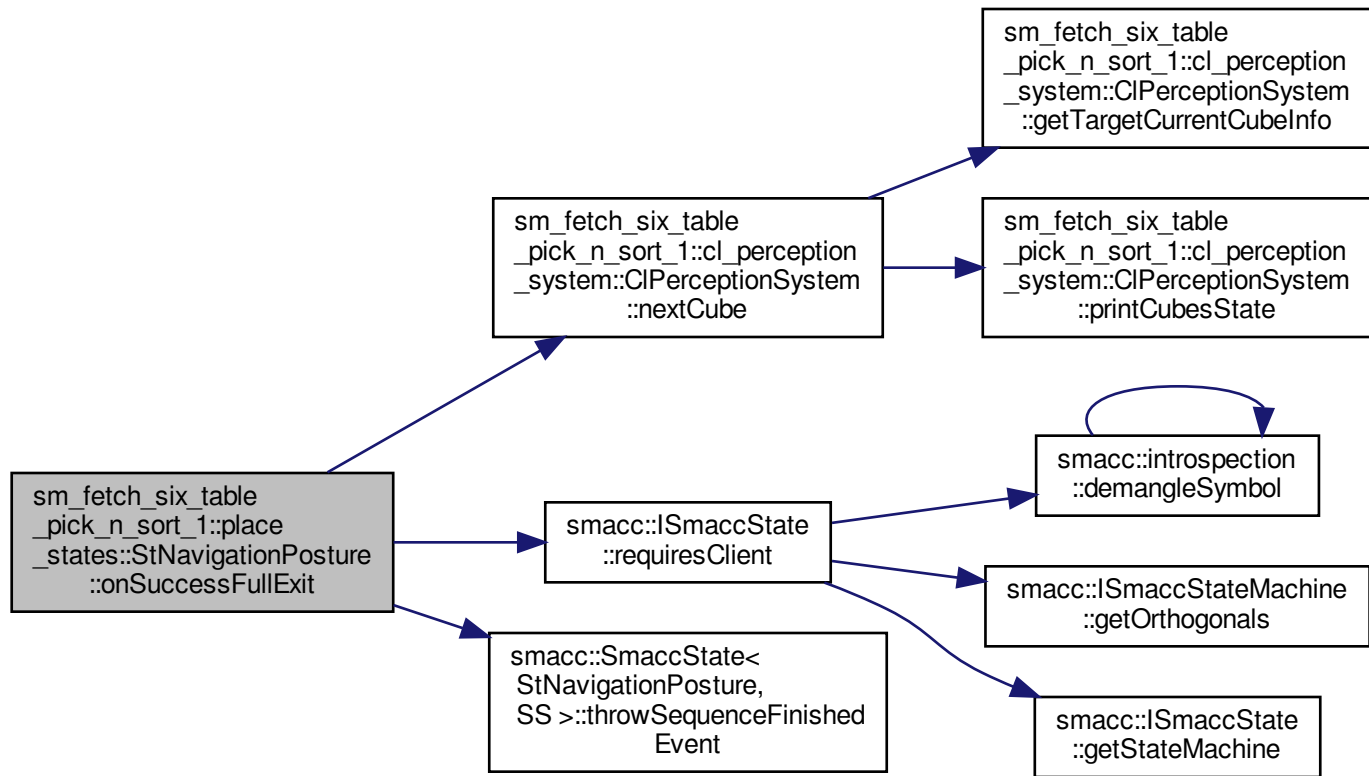 sm_fetch_six_table
_pick_n_sort_1::cl_perception
_system::ClPerceptionSystem
::getTargetCurrentCubeInfo
sm_fetch_six_table
_pick_n_sort_1::cl_perception
_system::ClPerceptionSystem
::nextCube
sm_fetch_six_table
_pick_n_sort_1::cl_perception
_system::ClPerceptionSystem
::printCubesState
smacc::introspection
::demangleSymbol
sm_fetch_six_table
_pick_n_sort_1::place
_states::StNavigationPosture
::onSuccessFullExit
smacc::ISmaccState
::requiresClient
smacc::ISmaccStateMachine
::getOrthogonals
smacc::SmaccState<
StNavigationPosture,
SS >::throwSequenceFinished
Event
smacc::ISmaccState
::getStateMachine